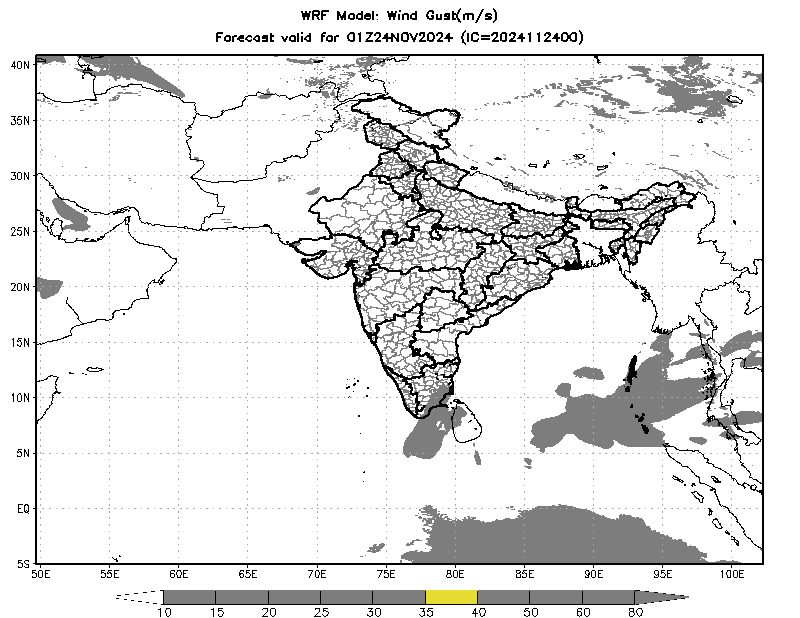 WRF Model: Wind Gust(m/s)
Forecast valid for 01Z24NOV2024 (IC=2024112400)
40N
35N
30N
25N
20N
15N
10N
5N
EQ
5S
50E 55E 60E 65E 70E 75E 80E 85E 90E 95E 100E
10 15 20 25 30 35 40 50 60 80